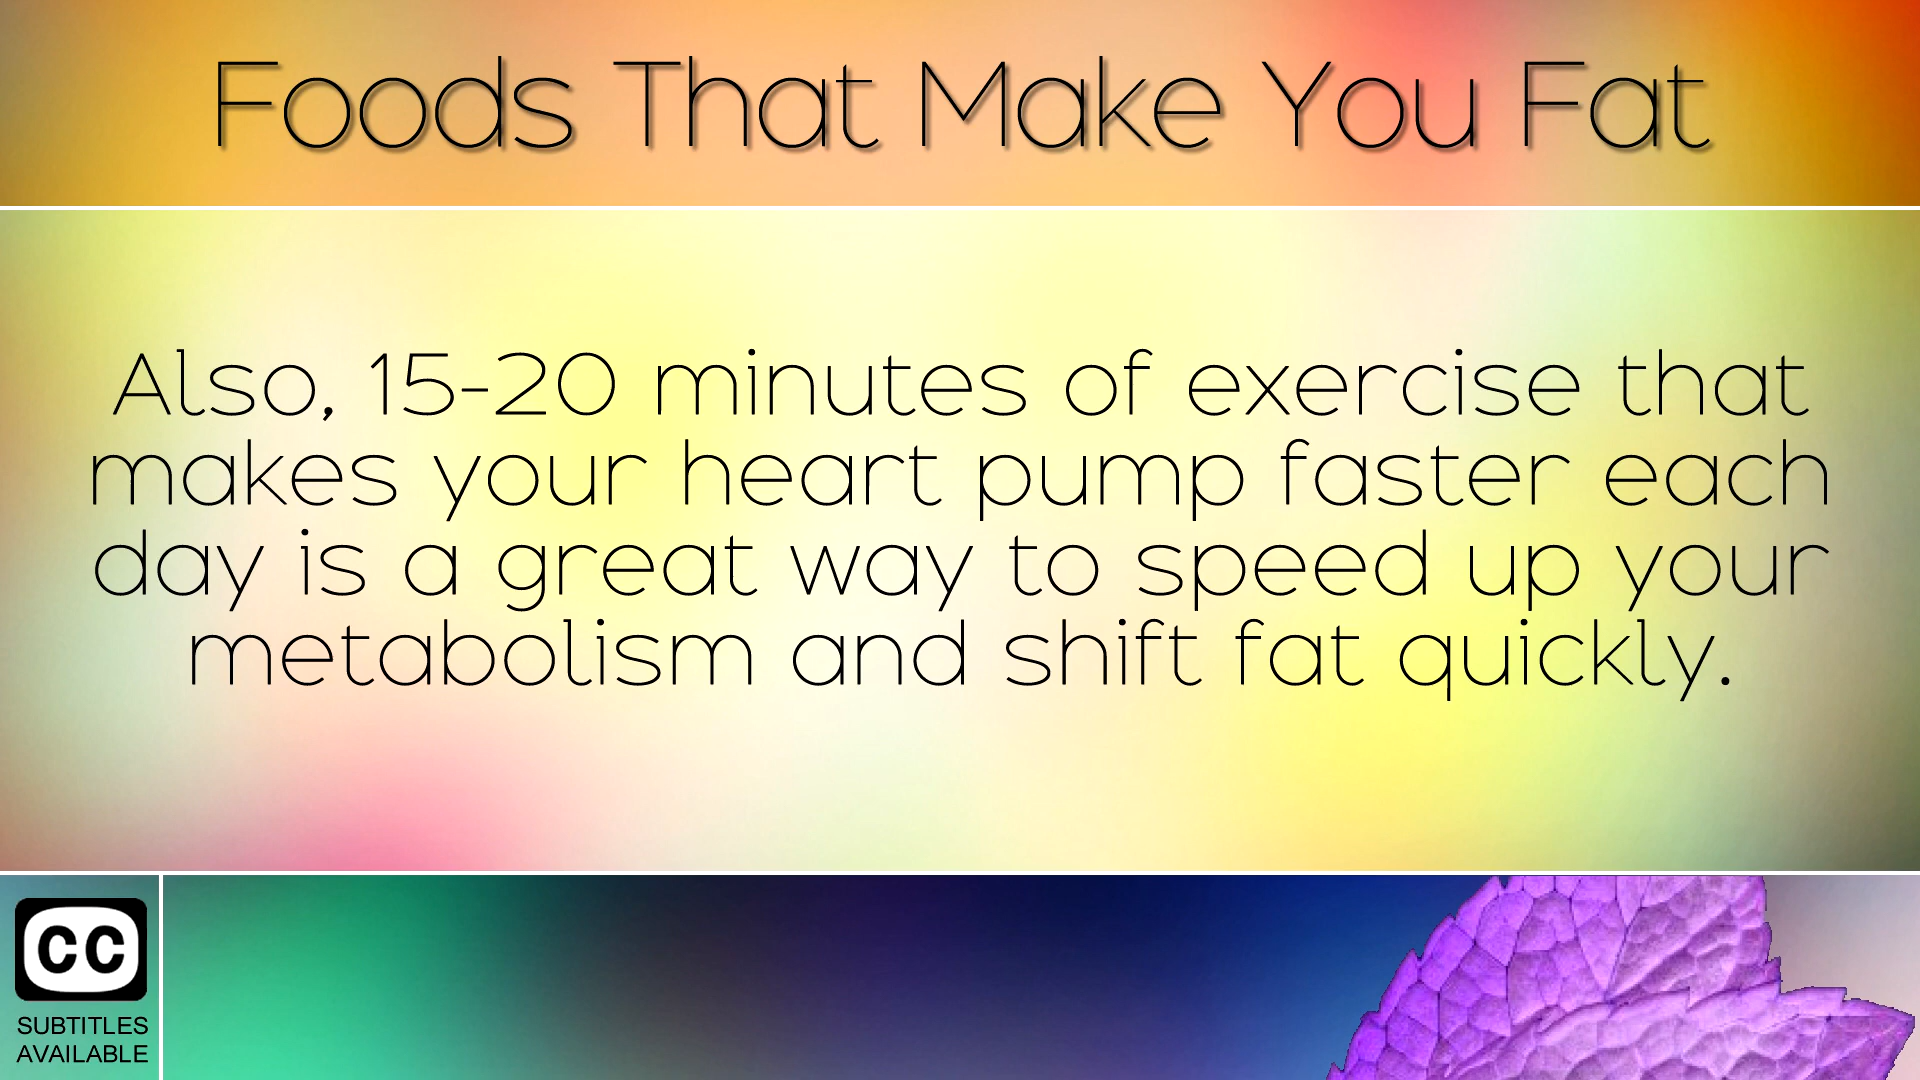 Foods That Make You Fat
Also, 15-20 minutes of exercise that
makes your heart pump faster each
day is a great way to speed up your
metabolism and shift fat quickly.
CC
SUBTITLES
AVAILABLE